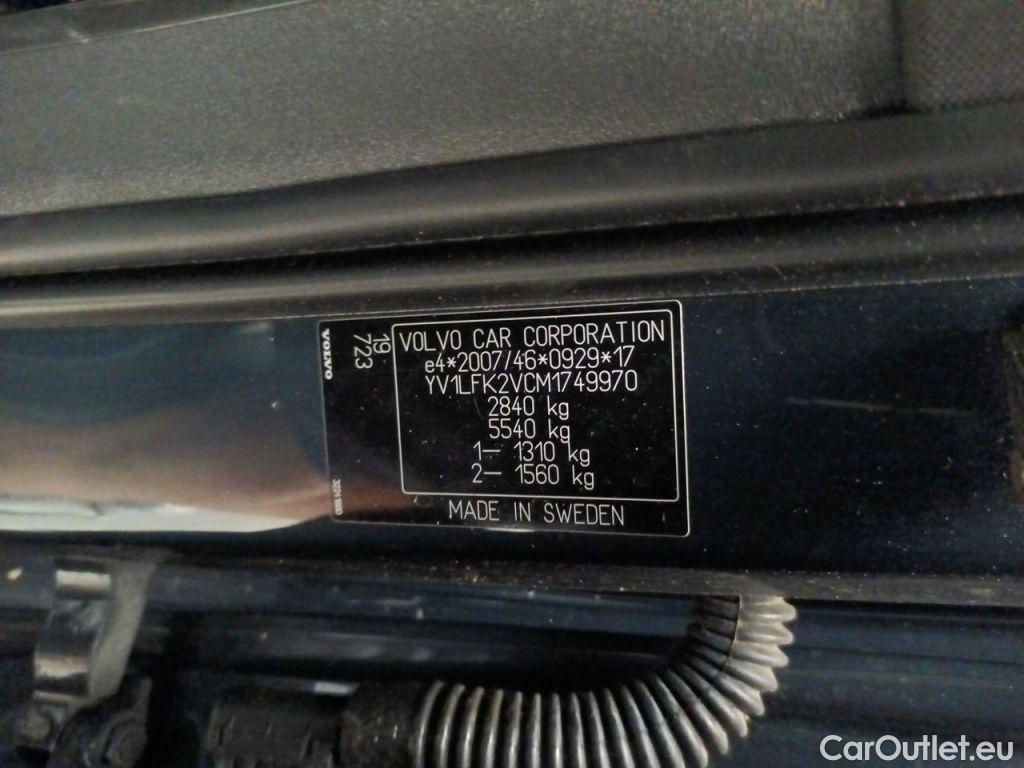 VOLVO
19
723
VOLVO CAR CORPORATION
e4*2007/46*0929*17
YV1LFK2VCM1749970
2840 kg
5540 kg
1— 1310 kg
2— 1560 kg
MADE IN SWEDEN
CarOutlet.eu